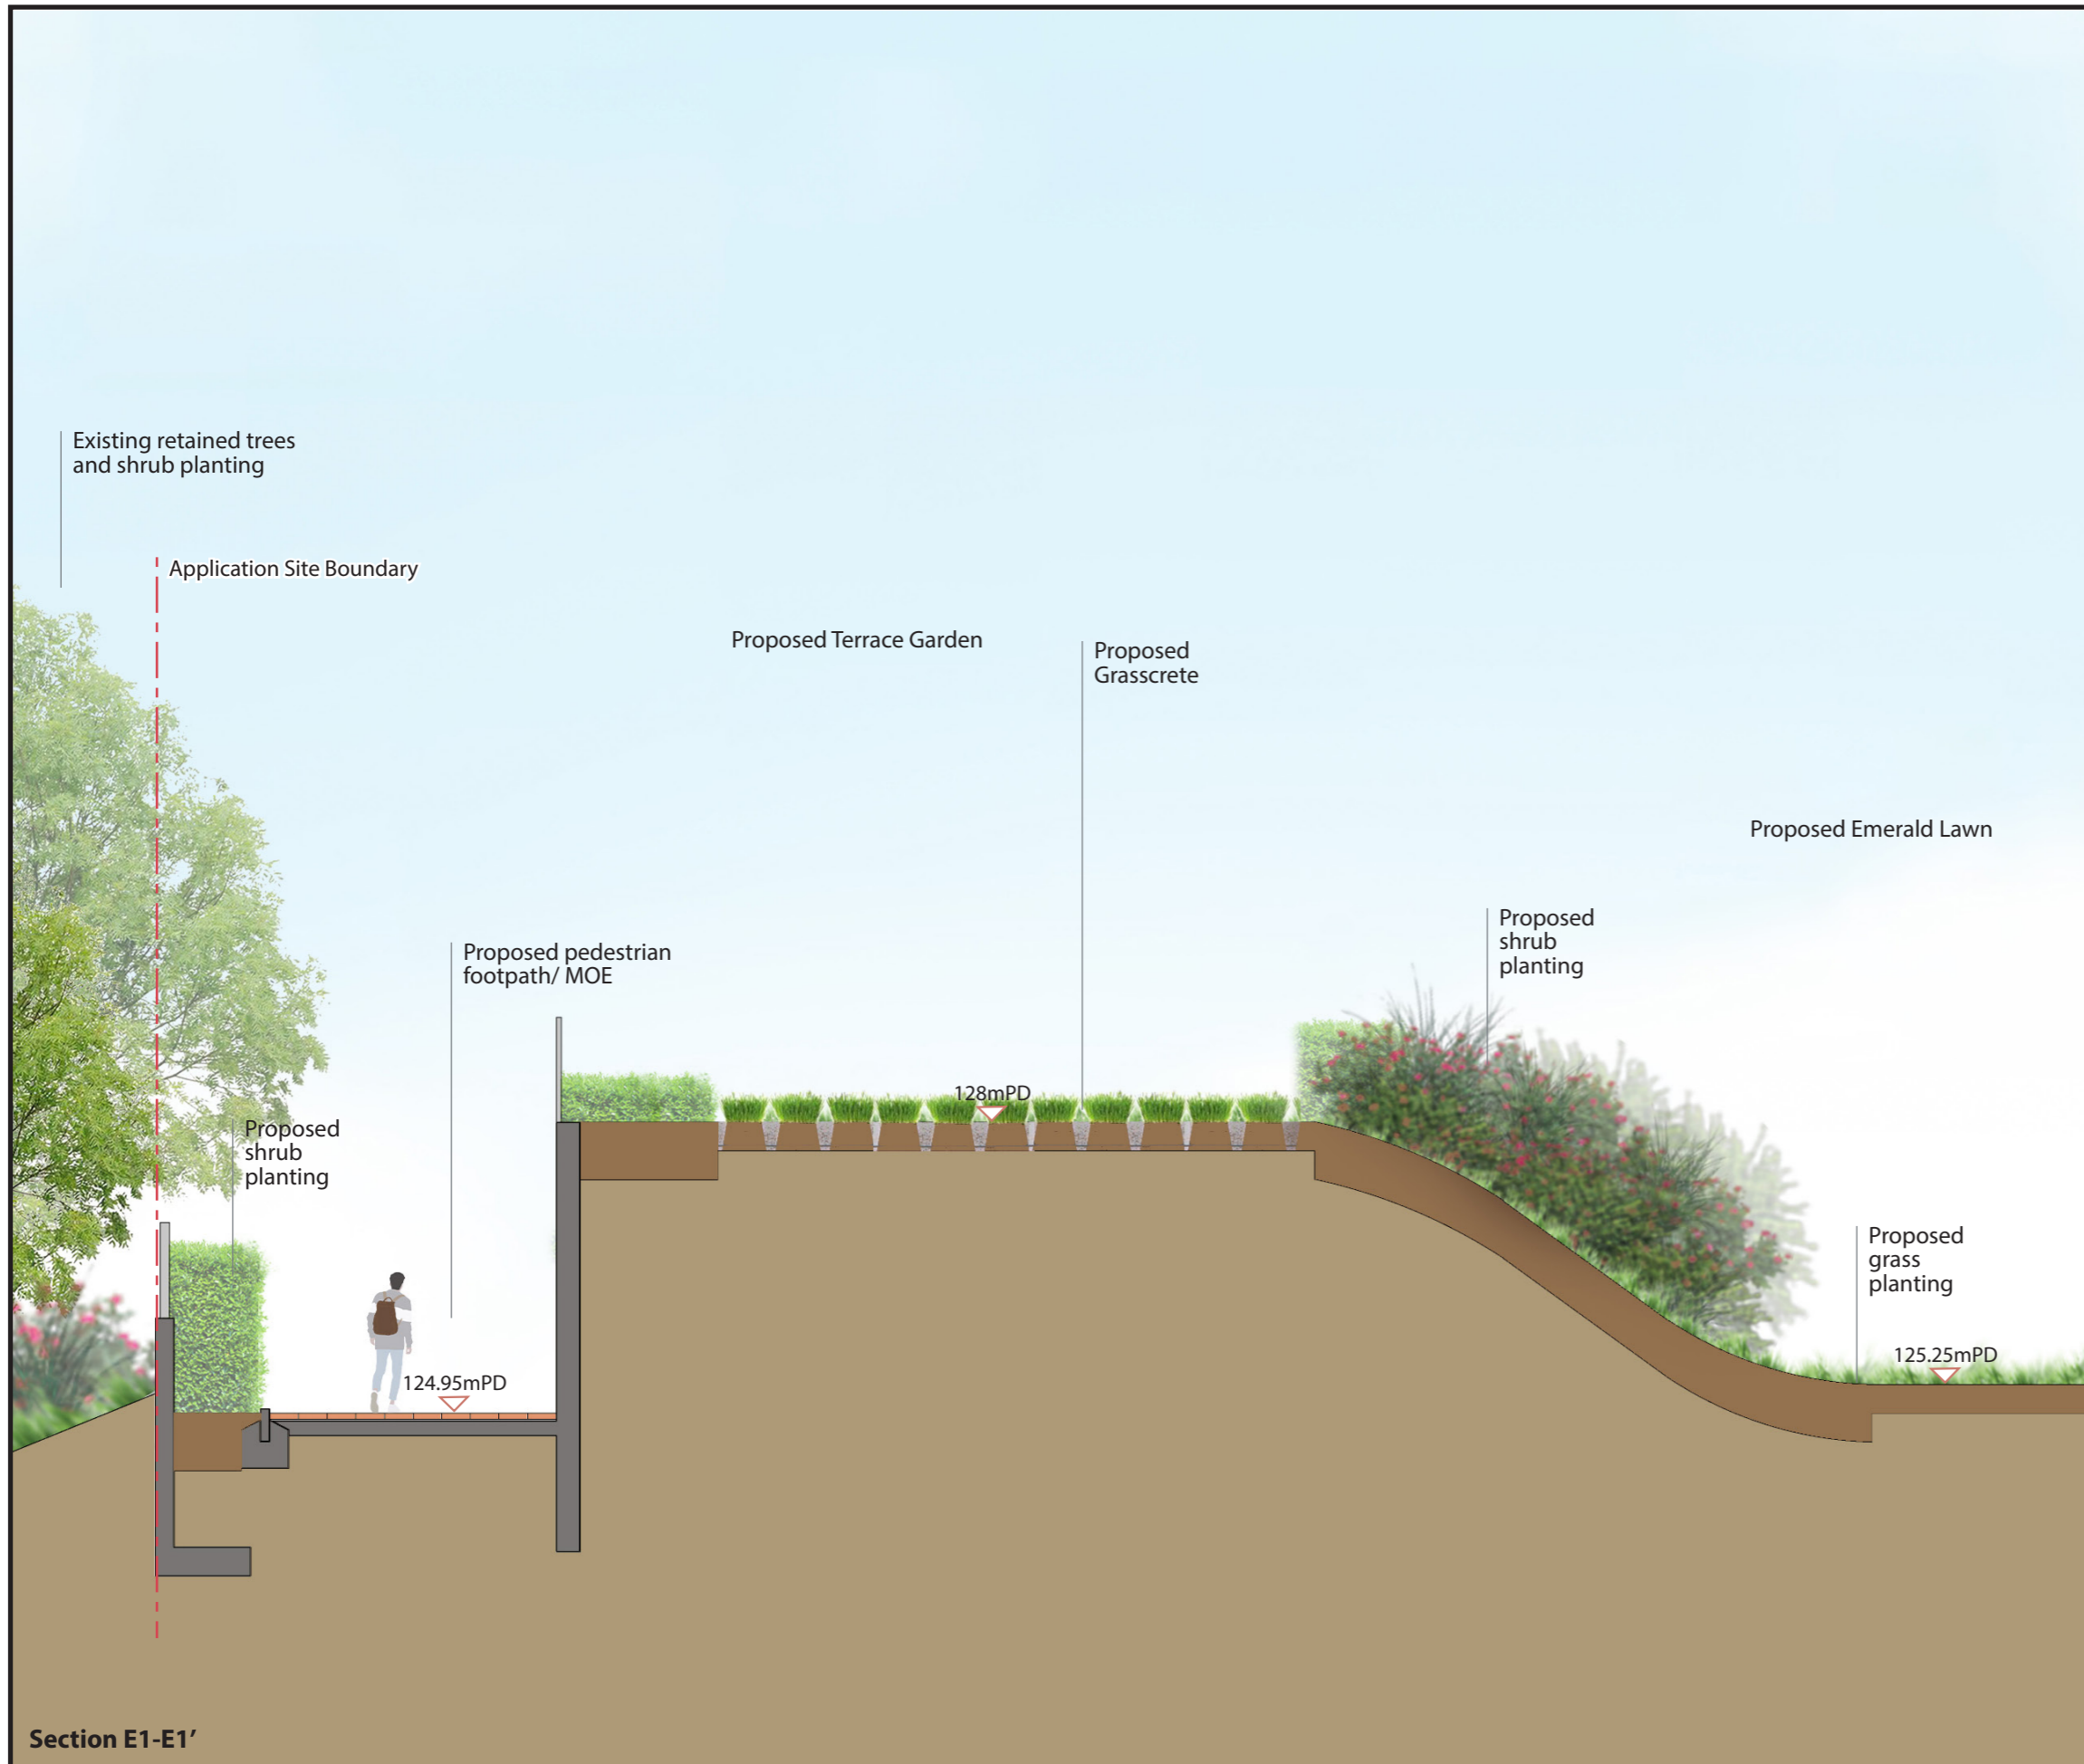 Existing retained trees
and shrub planting
Application Site Boundary
Proposed Terrace Garden
Proposed
Grasscrete
Proposed Emerald Lawn
Proposed
shrub
planting
Proposed pedestrian
footpath/ MOE
128mPD
Proposed
shrub
planting
Proposed
grass
planting
125.25mPD
124.95mPD
Section E1-E1’